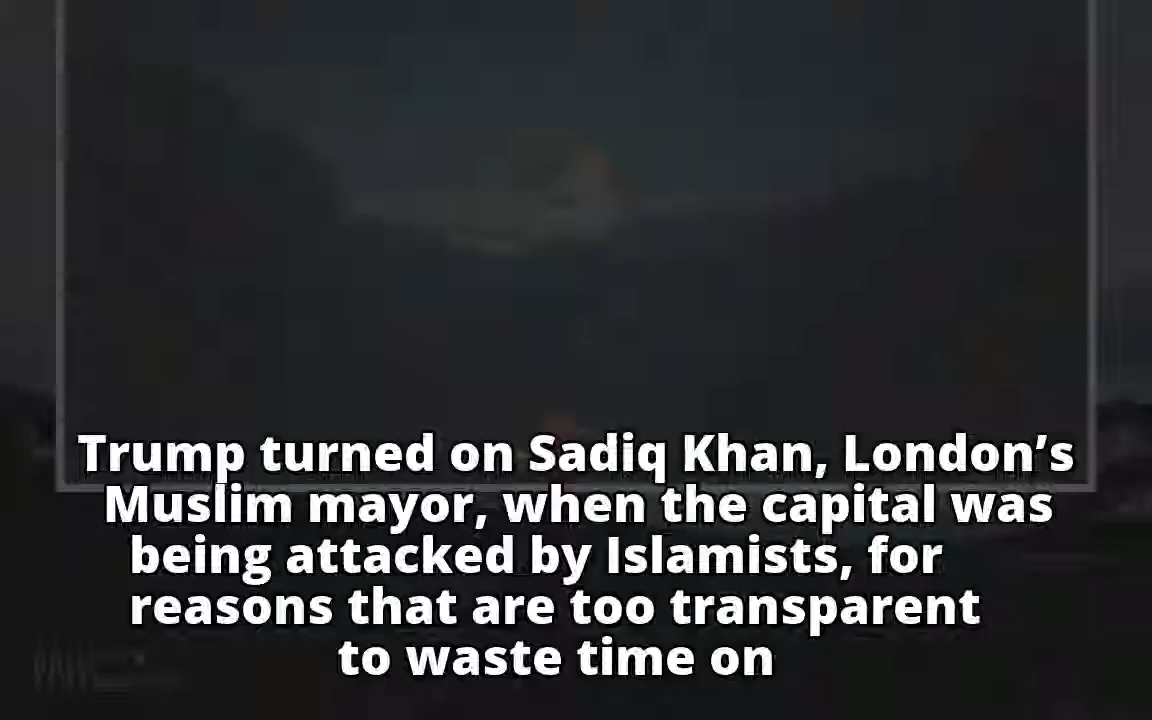 Trump turned on Sadiq Khan, London’s
Muslim mayor, when the capital was
being attacked by Islamists, for
reasons that are too transparent
to waste time on